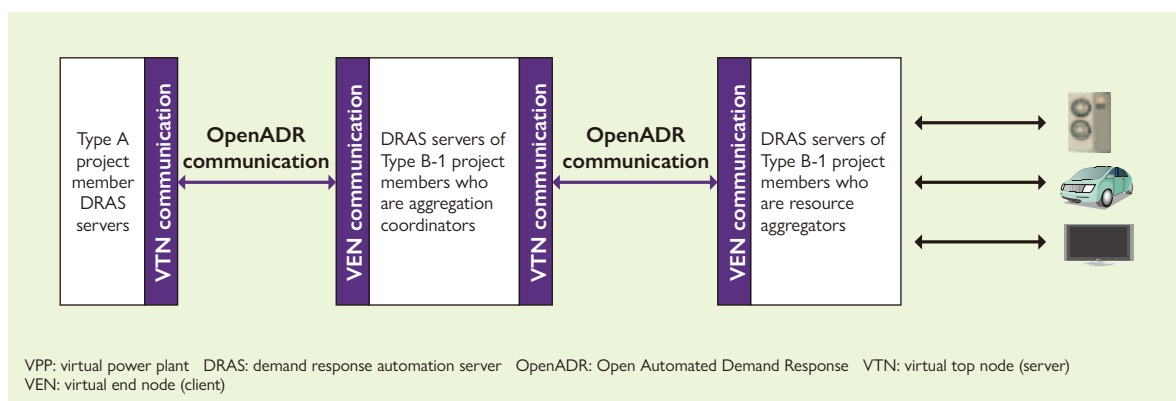 Type A
project
member
DRAS
servers
VTN communication
OpenADR
communication
VEN communication
DRAS servers of
Type B-1 project
members who
are aggregation
coordinators
VTN communication
OpenADR
communication
VEN communication
DRAS servers of
Type B-1 project
members who
are resource
aggregators
VPP: virtual power plant DRAS: demand response automation server OpenADR: Open Automated Demand Response VTN: virtual top node (server)
VEN: virtual end node (client)